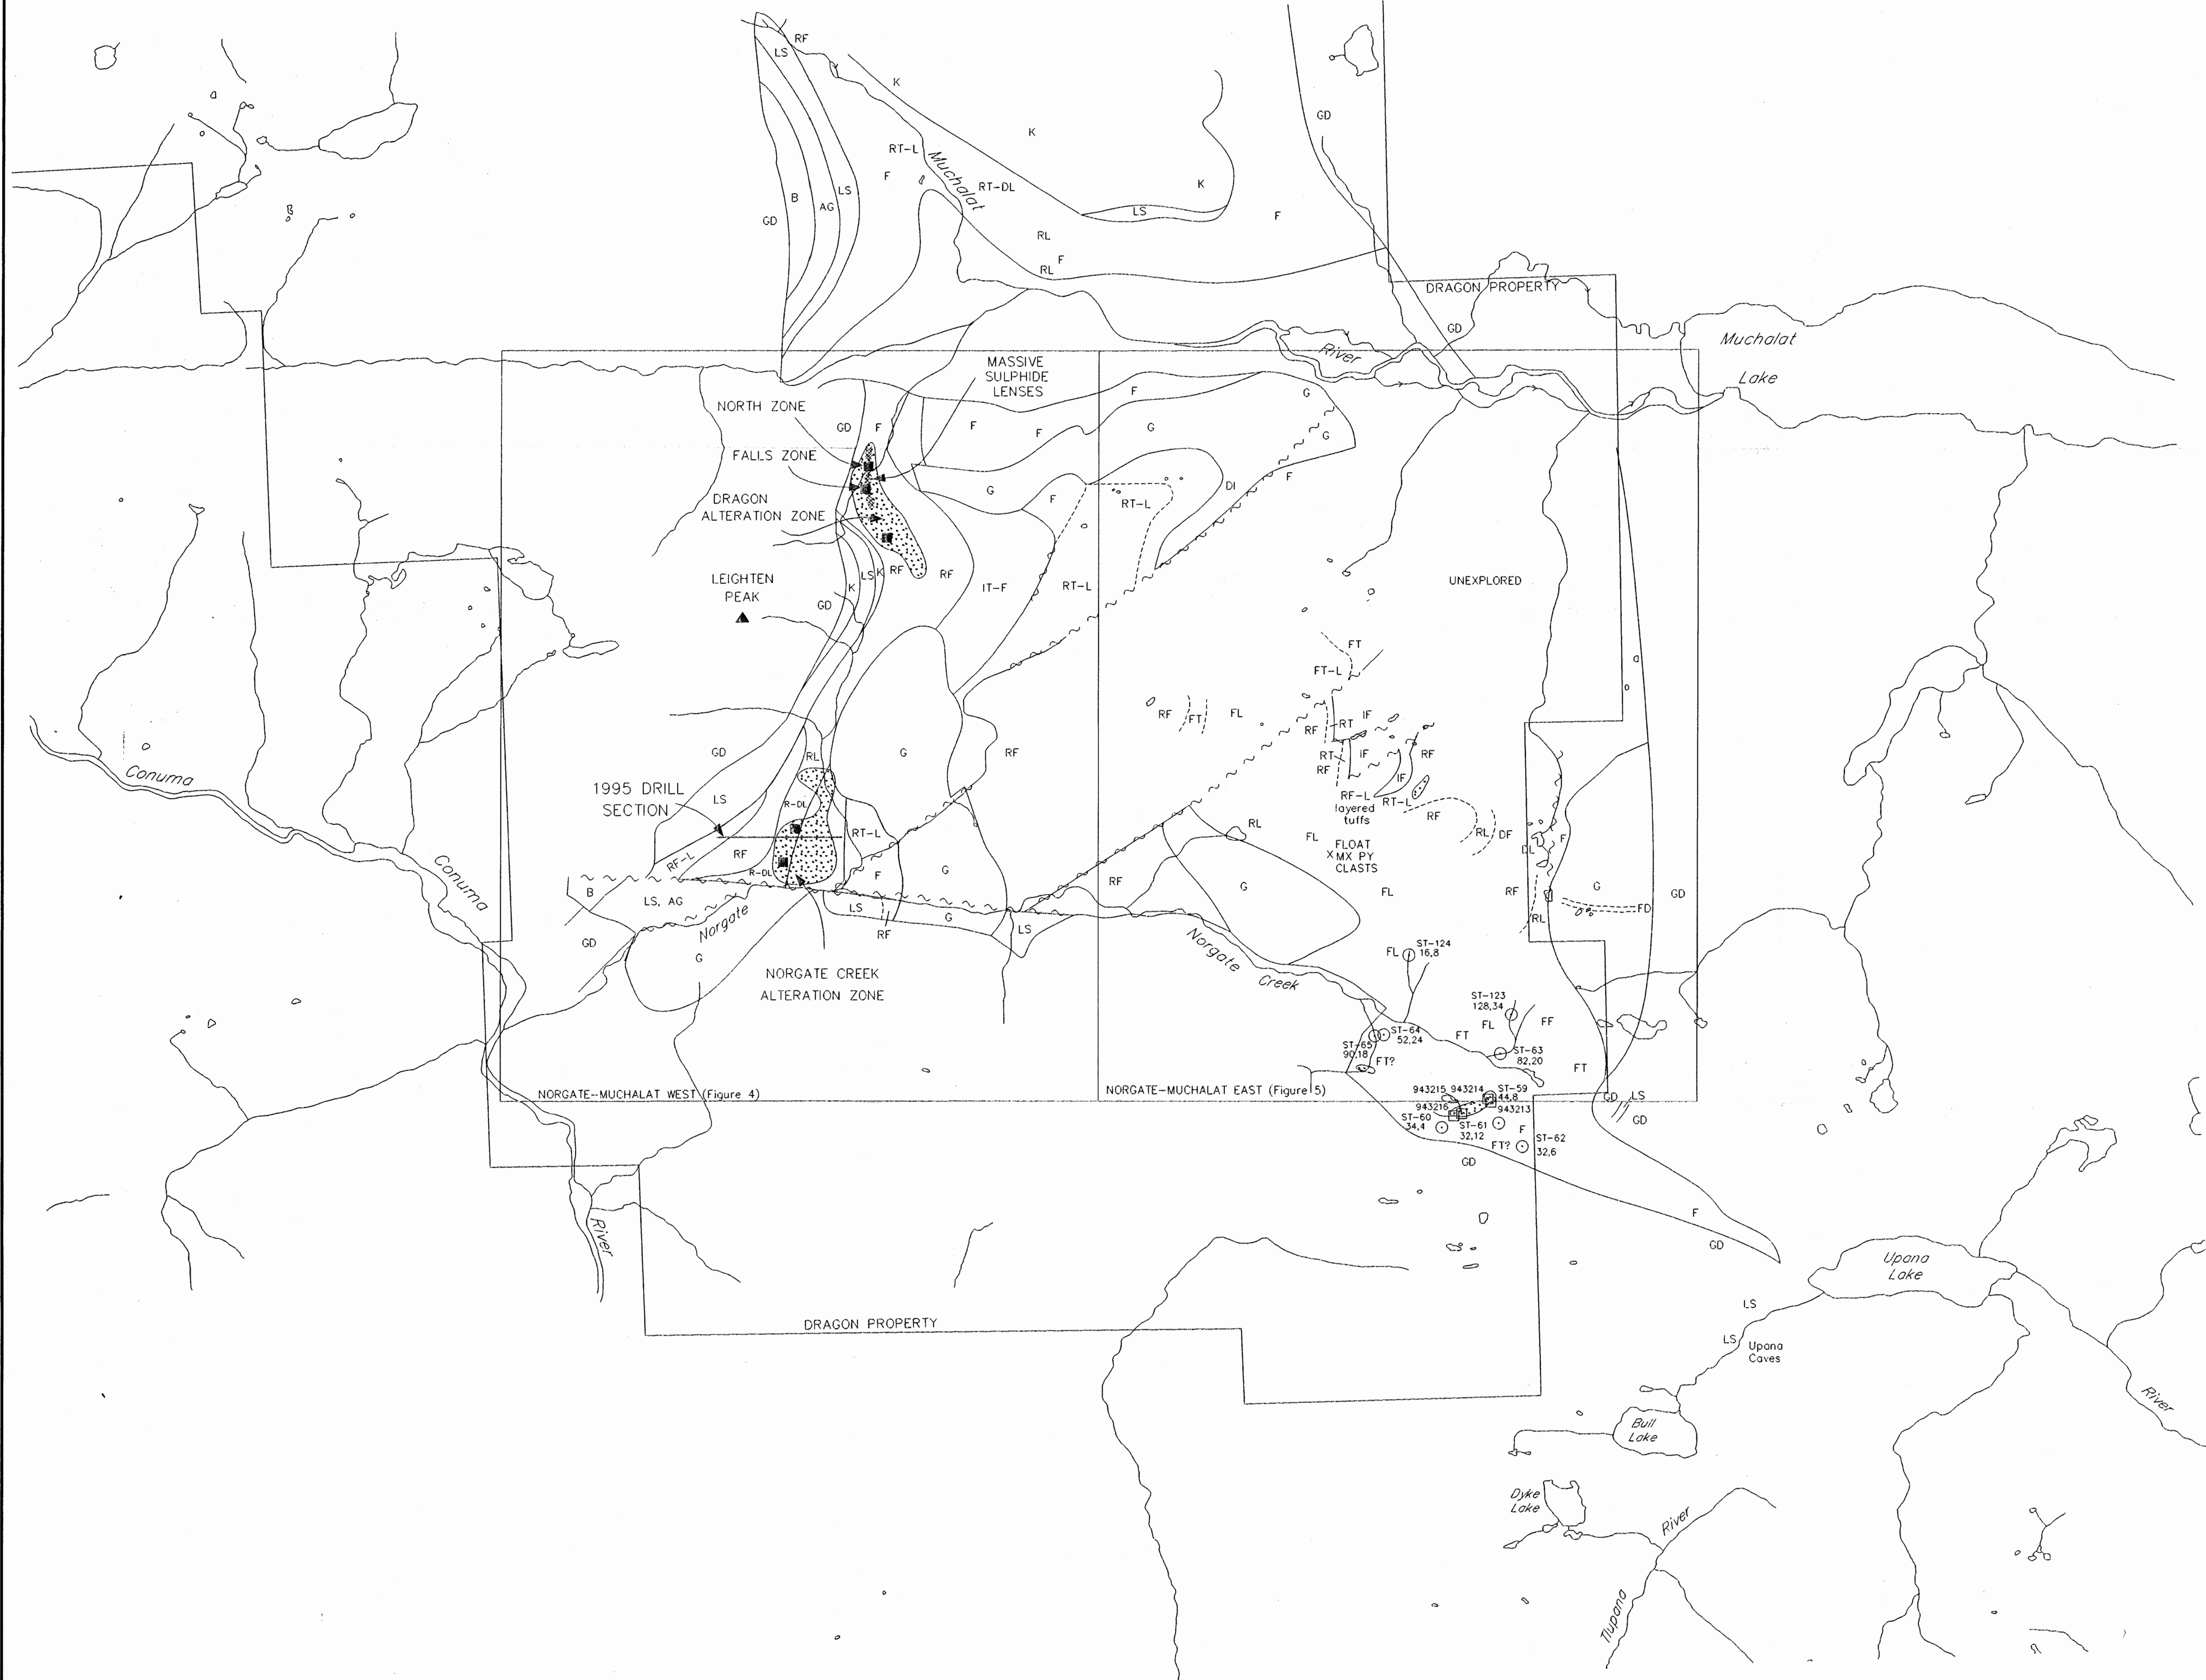 RF
LS
K
GD
K
RT-L
Muchalat
F
RT-DL
K
B
LS
AG
LS
GD
F
RL
F
RL
DRAGON PROPERTY
GD
River
Muchalat
Lake
MASSIVE
SULPHIDE
LENSES
NORTH ZONE
F
G
GD
F
F
F
G
G
FALLS ZONE
F
G
DI
F
RT-L
DRAGON
ALTERATION ZONE
LEIGHTEN
PEAK
LS
K
RF
RF
K
GD
IT-F
RT-L
UNEXPLORED
FT
FT-L
RF
FT
FL
RT
IF
RF
GD
G
RF
RL
RT
IF
RF
RF
IF
1995 DRILL
SECTION
LS
R-DL
RF-L
layered
tuffs
RT-L
RF
RT-L
RL
FL
RL
DF
F
DL
FLOAT
X MX PY
CLASTS
RF-L
RF
R-DL
F
G
RF
G
FL
RF
G
GD
B
LS, AG
LS
G
RF
LS
RL
FD
Norgate
GD
G
NORGATE CREEK
ALTERATION ZONE
Norgate
Creek
FL
ST-124
16,8
ST-123
128,34
FL
FF
FT
ST-64
52,24
ST-65
90,18
FT?
ST-63
82,20
FT
NORGATE-MUCHALAT WEST (Figure 4)
NORGATE-MUCHALAT EAST (Figure 5)
943215
943214
ST-59
44,8
943216
943213
ST-60
34,4
ST-61
32,12
F
FT?
ST-62
32,6
GD
LS
GD
GD
F
GD
Conuma
Conuma
River
DRAGON PROPERTY
Upana
Lake
LS
LS
Upana
Caves
River
Bull
Lake
Dyke
Lake
River
Tlupana